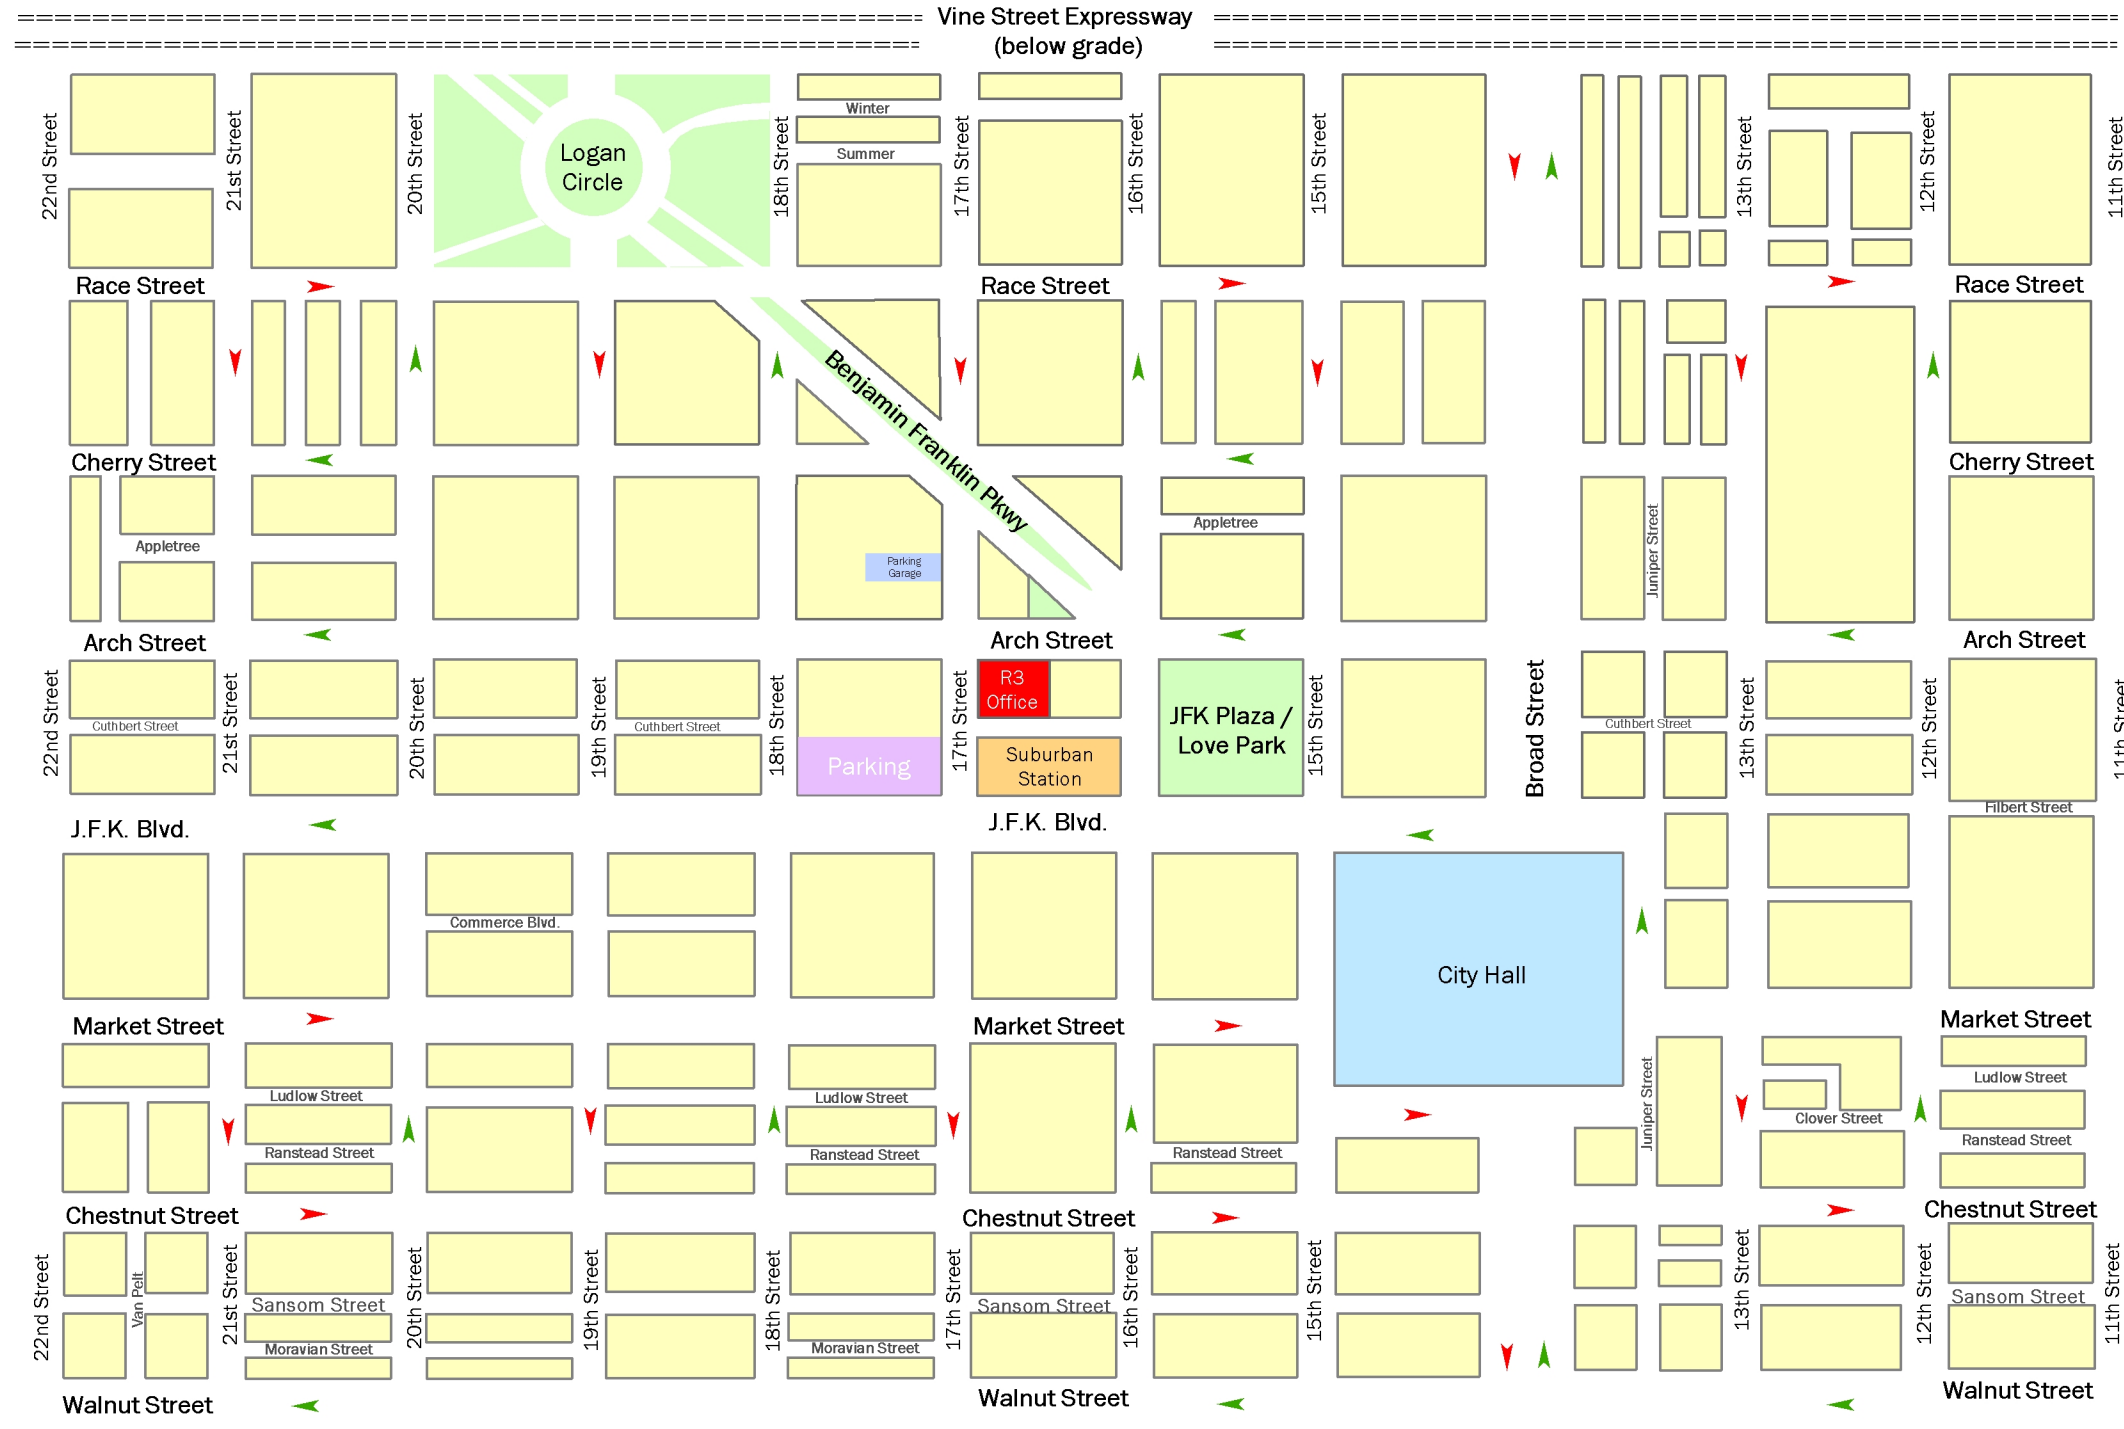 Vine Street Expressway
(below grade)
22nd Street
21st Street
20th Street
Logan
Circle
18th Street
Winter
Summer
17th Street
16th Street
15th Street
13th Street
12th Street
11th Street
Race Street
Race Street
Race Street
Benjamin Franklin Pkwy
Cherry Street
Cherry Street
Appletree
Appletree
Parking
Garage
Juniper Street
Arch Street
Arch Street
Arch Street
22nd Street
21st Street
20th Street
19th Street
18th Street
17th Street
15th Street
Broad Street
13th Street
12th Street
11th Street
R3
Office
JFK Plaza /
Love Park
Cuthbert Street
Cuthbert Street
Cuthbert Street
Parking
Suburban
Station
Filbert Street
J.F.K. Blvd.
J.F.K. Blvd.
Commerce Blvd.
City Hall
Market Street
Market Street
Market Street
Ludlow Street
Ludlow Street
Ludlow Street
Juniper Street
Clover Street
Ranstead Street
Ranstead Street
Ranstead Street
Ranstead Street
Chestnut Street
Chestnut Street
Chestnut Street
22nd Street
Van Pelt
21st Street
20th Street
19th Street
18th Street
17th Street
16th Street
15th Street
13th Street
12th Street
11th Street
Sansom Street
Sansom Street
Sansom Street
Moravian Street
Moravian Street
Walnut Street
Walnut Street
Walnut Street